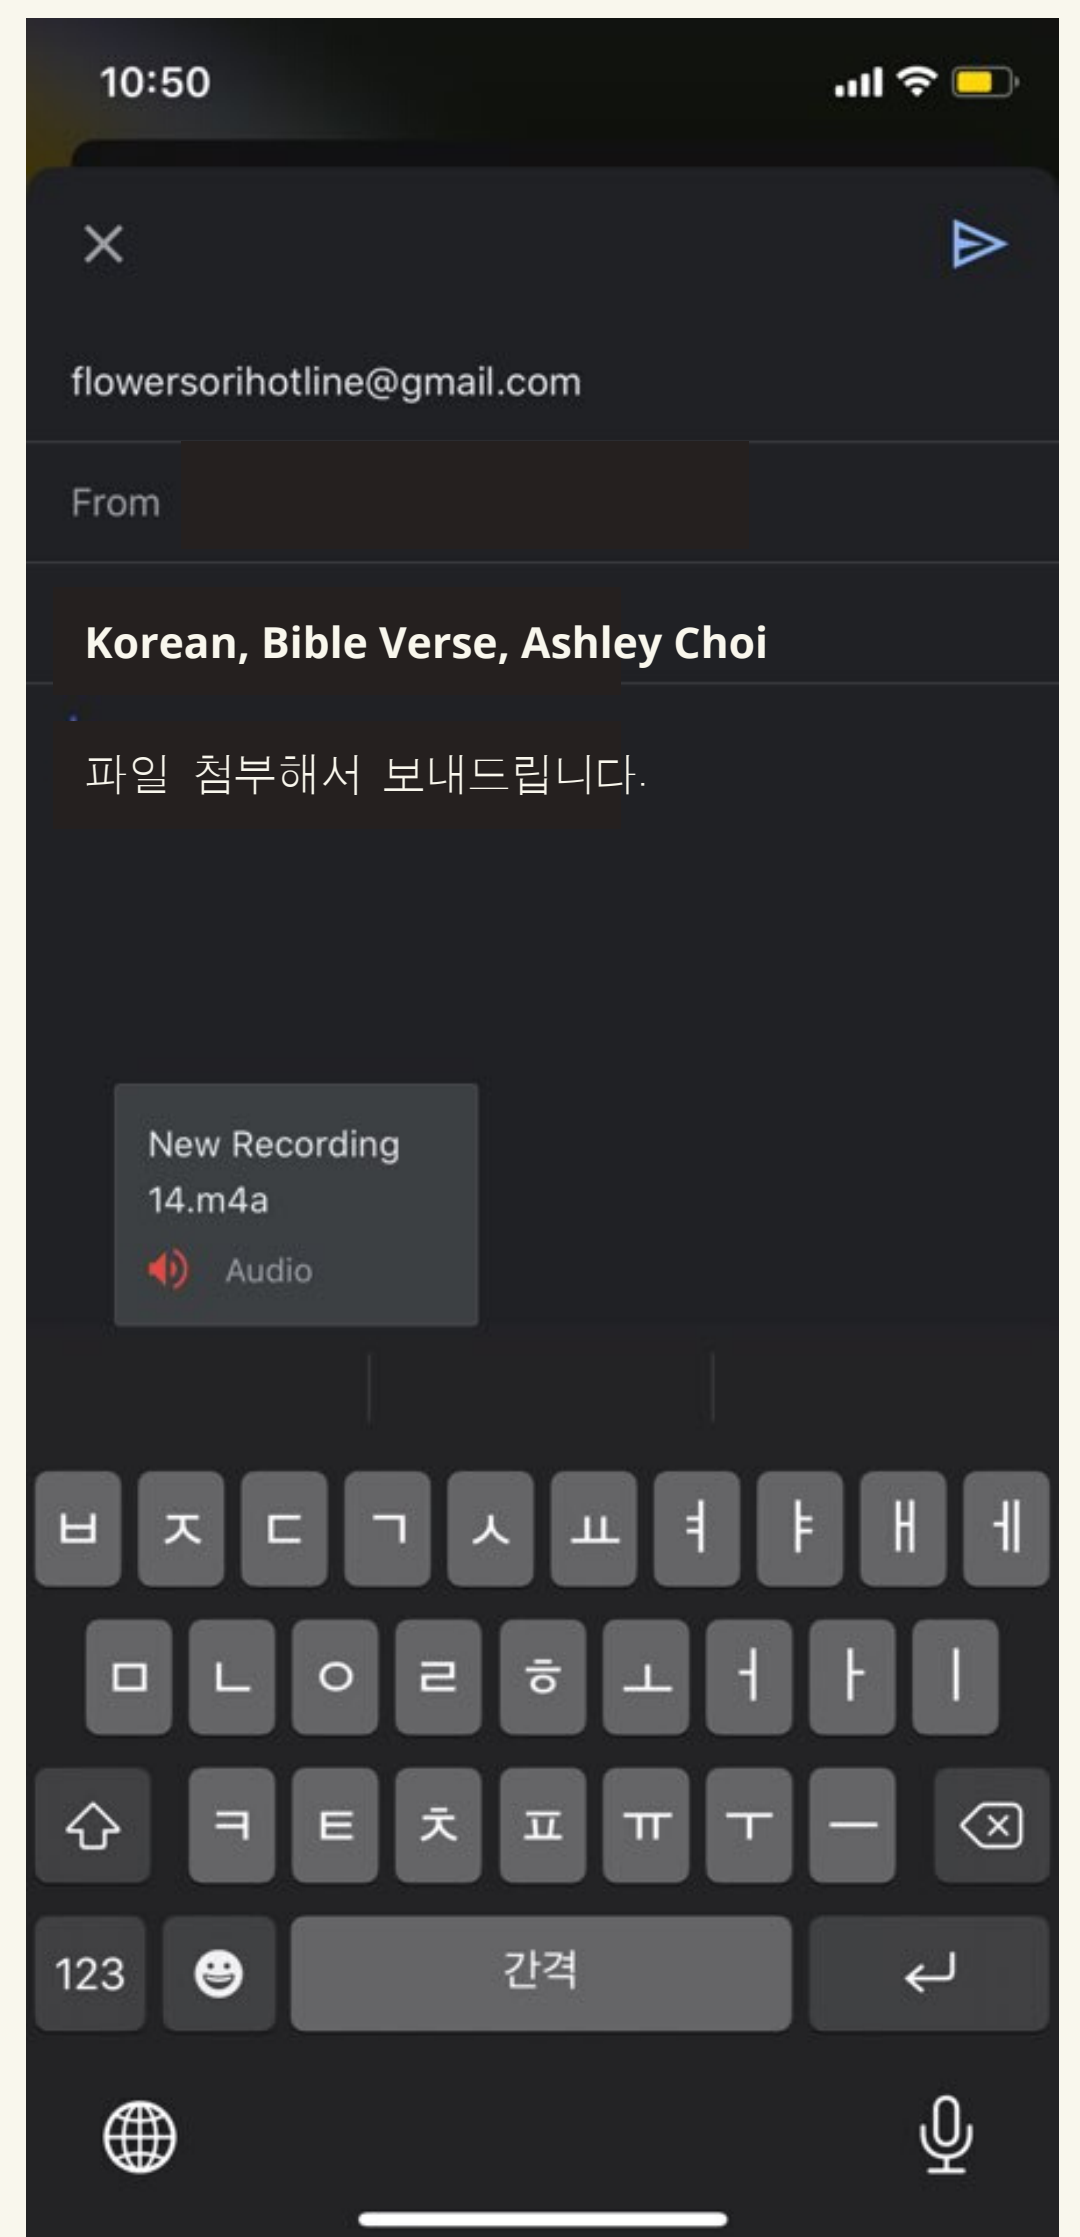 10:50
flowersorihotline@gmail.com
From
Korean, Bible Verse, Ashley Choi
파일 첨부해서 보내드립니다.
New Recording
14.m4a
Audio
ㅂ ㅈ ㄷ ㄱ ㅅ ㅛ ㅕ ㅑ ㅐ ㅔ
ㅁ ㄴ ㅇ ㄹ ㅎ ㅗ ㅓ ㅏ ㅣ
ㅋ ㅌ ㅊ ㅍ ㅠ ㅜ ㅡ
123 간격